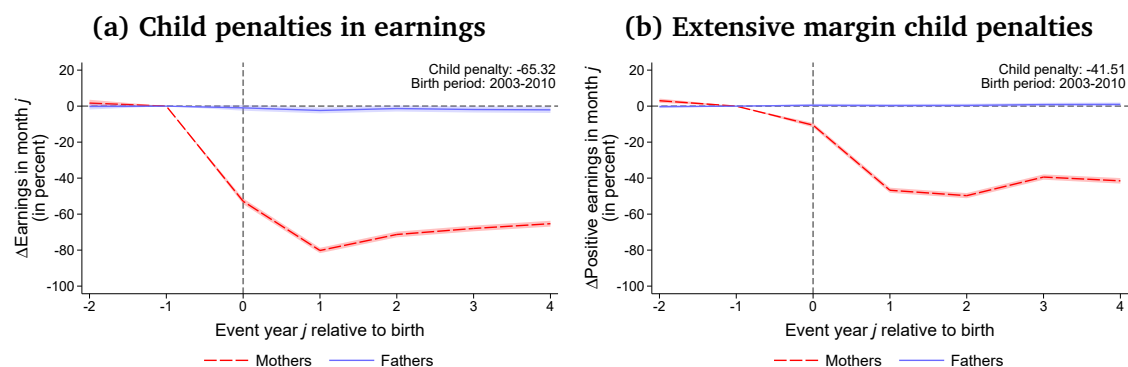 (a) Child penalties in earnings
Child penalty: -65.32
Birth period: 2003-2010
ΔEarnings in month j
(in percent)
20
0
-20
-40
-60
-80
-100
-2
-1
0
1
2
3
4
Event year j relative to birth
Mothers
Fathers
(b) Extensive margin child penalties
Child penalty: -41.51
Birth period: 2003-2010
ΔPositive earnings in month j
(in percent)
20
0
-20
-40
-60
-80
-100
-2
-1
0
1
2
3
4
Event year j relative to birth
Mothers
Fathers